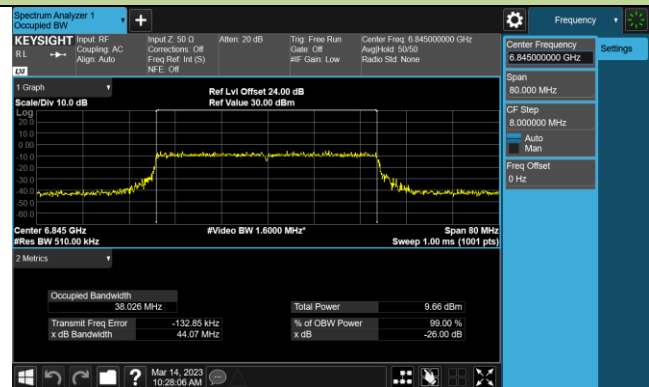 Spectrum Analyzer 1
Occupied BW
Frequency
KEYSIGHT
RL
LXI
Input: RF
Coupling: AC
Align: Auto
Input Z: 50 Ω
Corrections: Off
Freq Ref: Int (S)
NFE: Off
Atten: 20 dB
Trig: Free Run
Gate: Off
#IF Gain: Low
Center Freq: 6.845000000 GHz
Avg|Hold: 50/50
Radio Std: None
Center Frequency
6.845000000 GHz
Settings
Span
80.000 MHz
CF Step
8.000000 MHz
Auto
Man
Freq Offset
0 Hz
1 Graph
Scale/Div 10.0 dB
Ref Lvl Offset 24.00 dB
Ref Value 30.00 dBm
Log
20.0
10.0
0.00
-10.0
-20.0
-30.0
-40.0
-50.0
-60.0
Center 6.845 GHz
#Video BW 1.6000 MHz*
Span 80 MHz
#Res BW 510.00 kHz
Sweep 1.00 ms (1001 pts)
2 Metrics
Occupied Bandwidth
38.026 MHz
Total Power 9.66 dBm
Transmit Freq Error -132.85 kHz
% of OBW Power 99.00 %
x dB Bandwidth 44.07 MHz
x dB -26.00 dB
?
Mar 14, 2023
10:28:06 AM